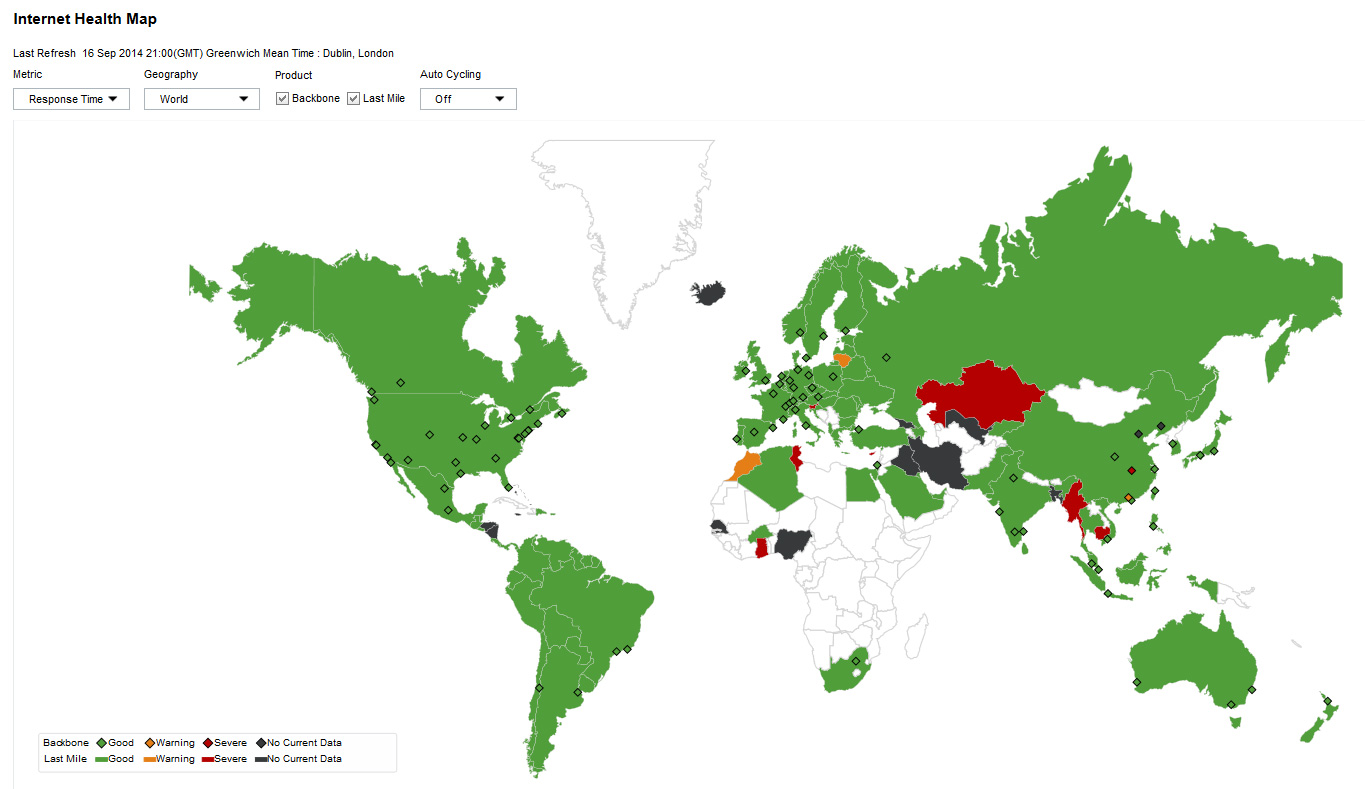 Internet Health Map
Last Refresh 16 Sep 2014 21:00(GMT) Greenwich Mean Time : Dublin, London
Metric Geography Product Auto Cycling
Response Time World Backbone Last Mile Off
Backbone Good Warning Severe No Current Data
Last Mile Good Warning Severe No Current Data